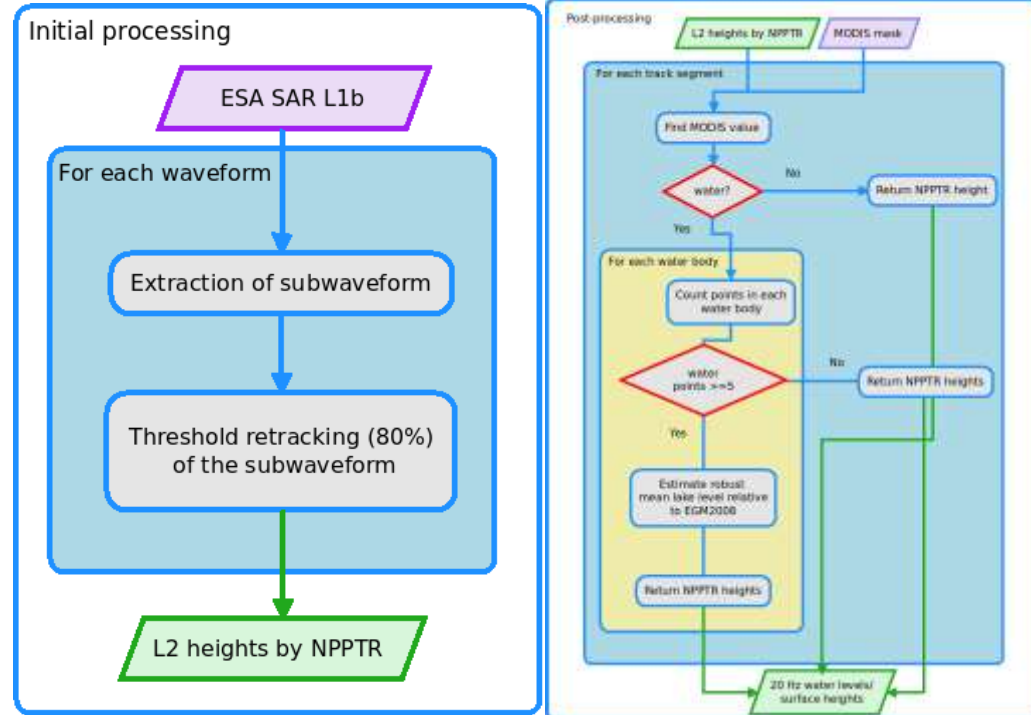 Initial processing
ESA SAR L1b
For each waveform
Extraction of subwaveform
Threshold retracking (80%)
of the subwaveform
L2 heights by NPPTR
Post-processing
L2 heights by NPPTR
MODIS mask
For each track segment
Find MODIS value
water?
No
Return NPPTR height
Yes
For each water body
Count points in each
water body
water
points >=5
No
Return NPPTR heights
Yes
Estimate robust
mean lake level relative
to EGM2008
Return NPPTR heights
20 Hz water levels/
surface heights